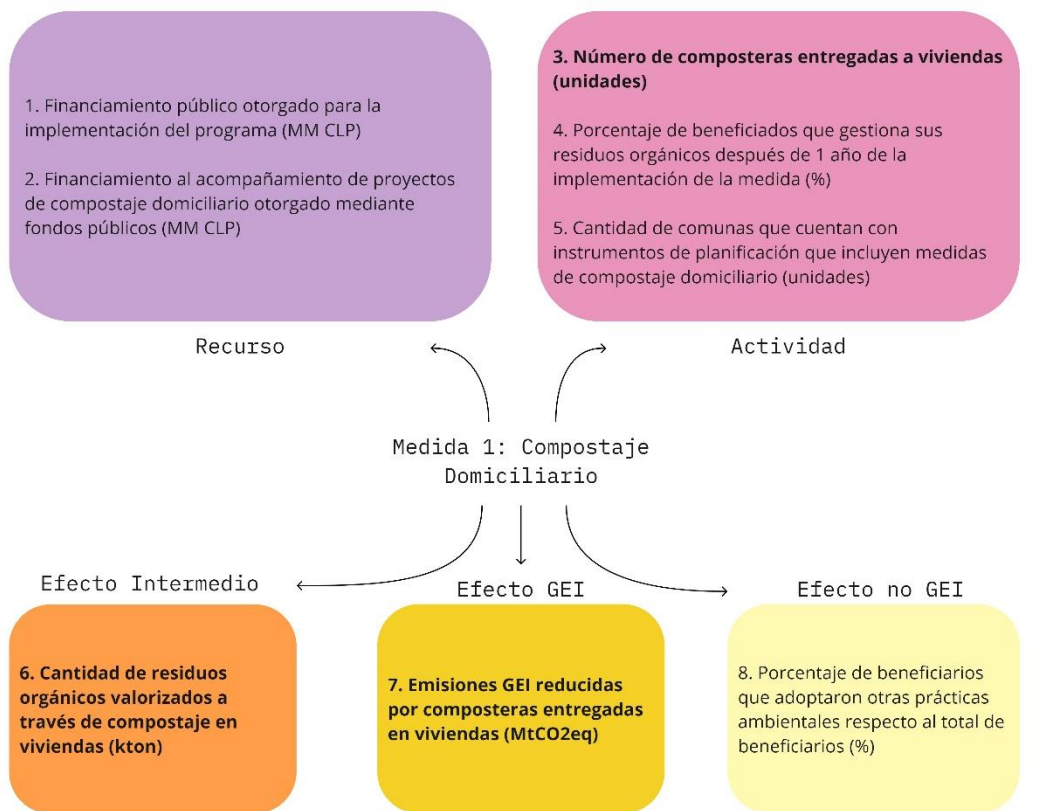 1. Financiamiento público otorgado para la
implementación del programa (MM CLP)
2. Financiamiento al acompañamiento de proyectos
de compostaje domiciliario otorgado mediante
fondos públicos (MM CLP)
3. Número de composteras entregadas a viviendas
(unidades)
4. Porcentaje de beneficiados que gestiona sus
residuos orgánicos después de 1 año de la
implementación de la medida (%)
5. Cantidad de comunas que cuentan con
instrumentos de planificación que incluyen medidas
de compostaje domiciliario (unidades)
Recurso
Actividad
Medida 1: Compostaje
Domiciliario
Efecto Intermedio
Efecto GEI
Efecto no GEI
6. Cantidad de residuos
orgánicos valorizados a
través de compostaje en
viviendas (kton)
7. Emisiones GEI reducidas
por composteras entregadas
en viviendas (MtCO2eq)
8. Porcentaje de beneficiarios
que adoptaron otras prácticas
ambientales respecto al total de
beneficiarios (%)